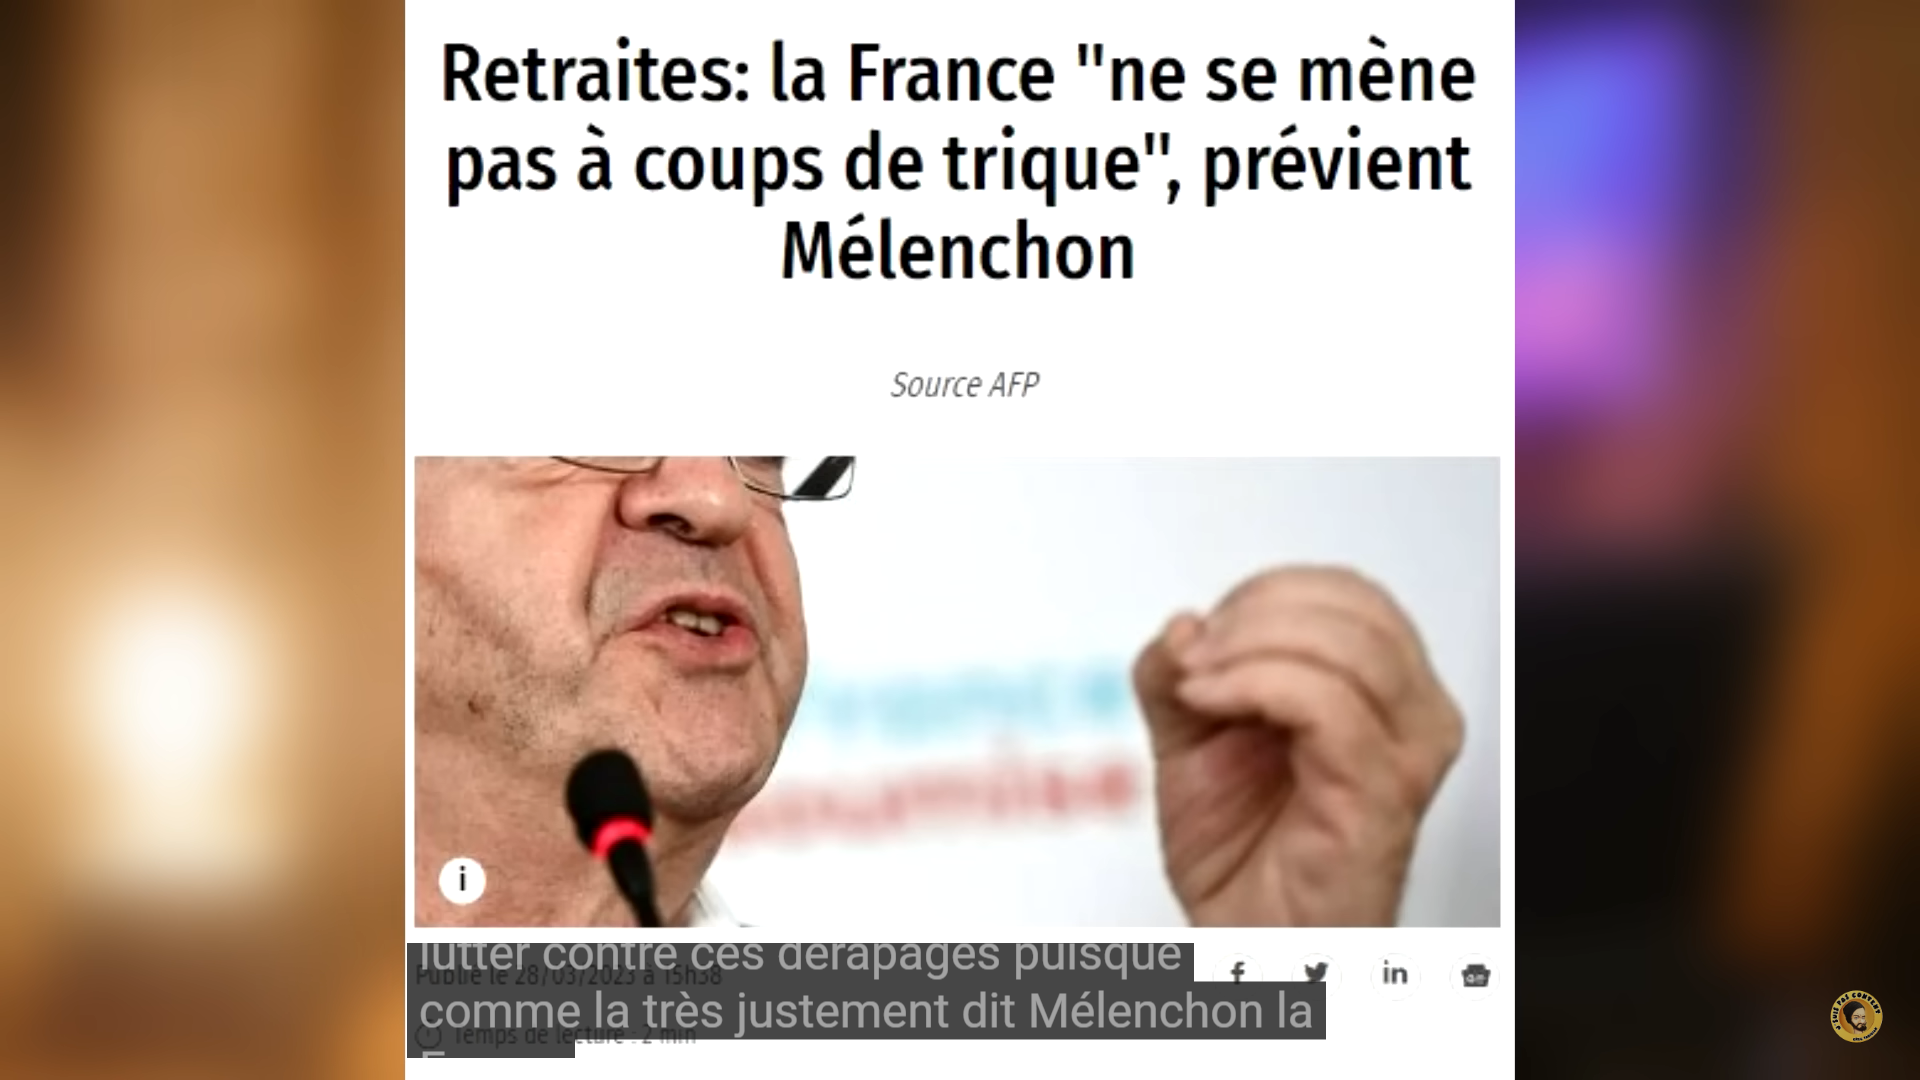 Retraites: la France "ne se mène
pas à coups de trique", prévient
Mélenchon
Source AFP
i
lutter contre ces dérapages puisque
Publié le 28/03/2023 à 15h38
f
in
comme la très justement dit Mélenchon la
Temps de lecture : 2 min